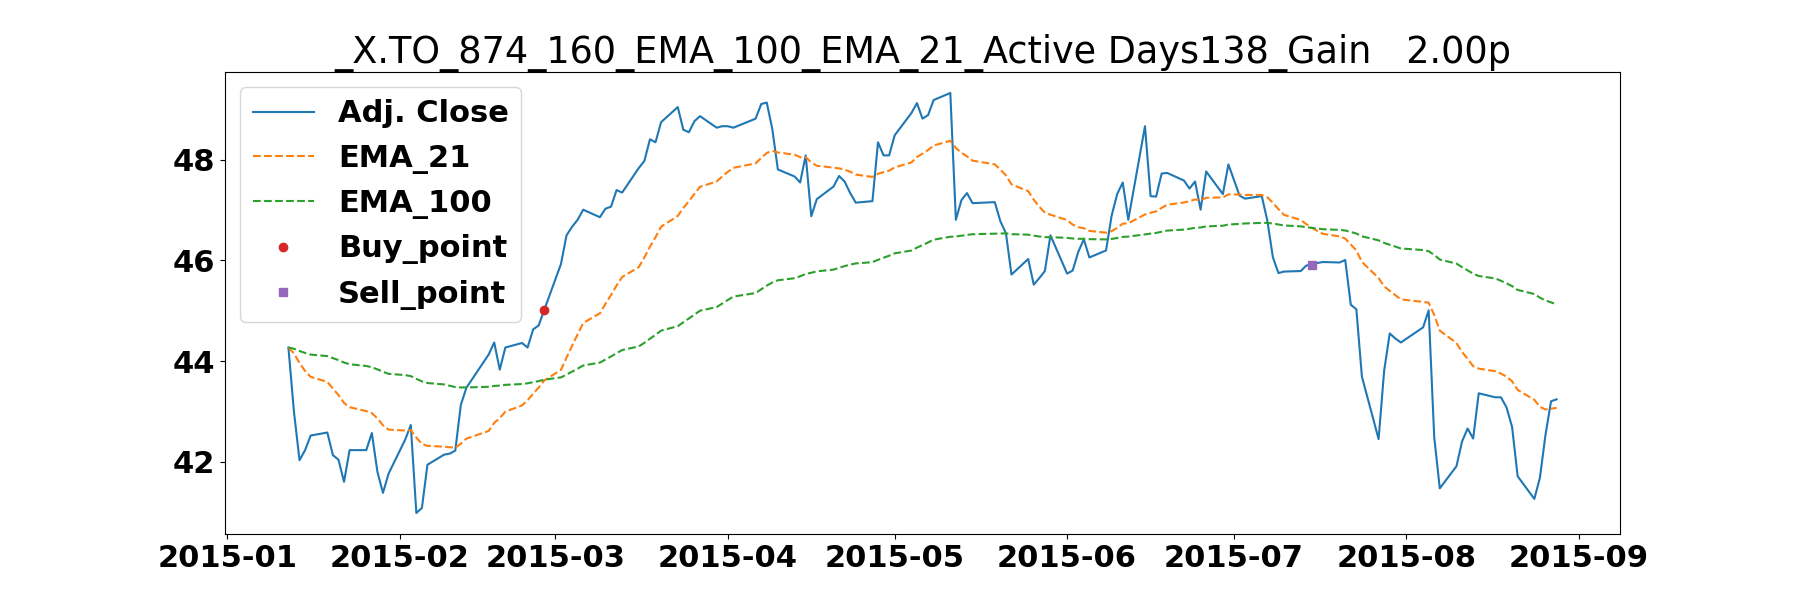 _X.TO_874_160_EMA_100_EMA_21_Active Days138_Gain   2.00p
Adj. Close
EMA_21
EMA_100
Buy_point
Sell_point
48
46
44
42
2015-01 2015-02 2015-03 2015-04 2015-05 2015-06 2015-07 2015-08 2015-09